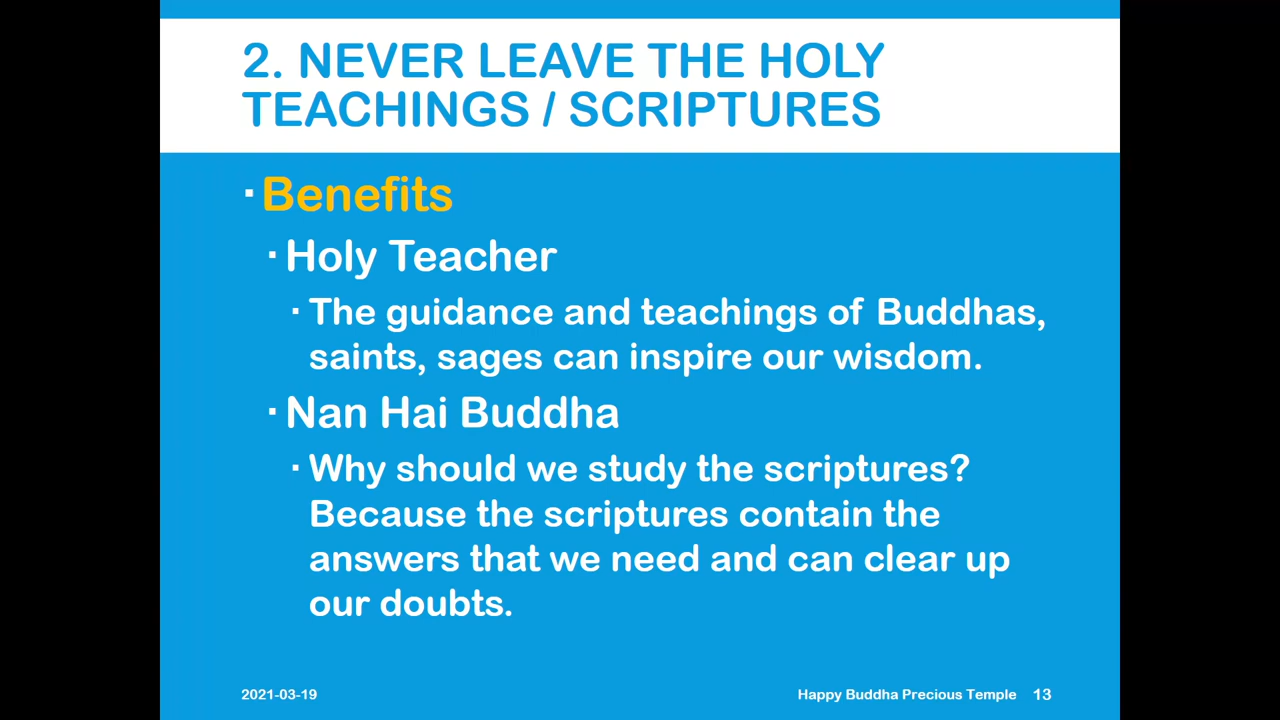 2. NEVER LEAVE THE HOLY
TEACHINGS / SCRIPTURES
▪ Benefits
▪ Holy Teacher
▪ The guidance and teachings of Buddhas,
saints, sages can inspire our wisdom.
▪ Nan Hai Buddha
▪ Why should we study the scriptures?
Because the scriptures contain the
answers that we need and can clear up
our doubts.
2021-03-19 Happy Buddha Precious Temple 13